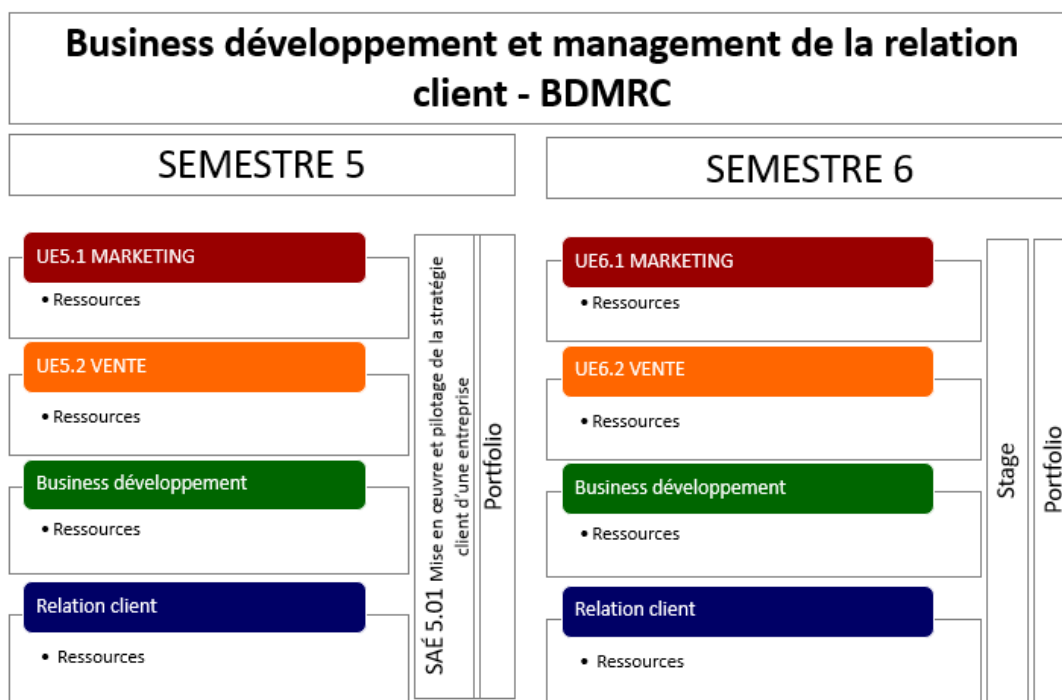 Business développement et management de la relation
client - BDMRC
SEMESTRE 5
UE5.1 MARKETING
• Ressources
UE5.2 VENTE
• Ressources
Business développement
• Ressources
Relation client
• Ressources
SAÉ 5.01 Mise en œuvre et pilotage de la stratégie
client d'une entreprise
Portfolio
SEMESTRE 6
UE6.1 MARKETING
• Ressources
UE6.2 VENTE
• Ressources
Business développement
• Ressources
Relation client
• Ressources
Stage
Portfolio